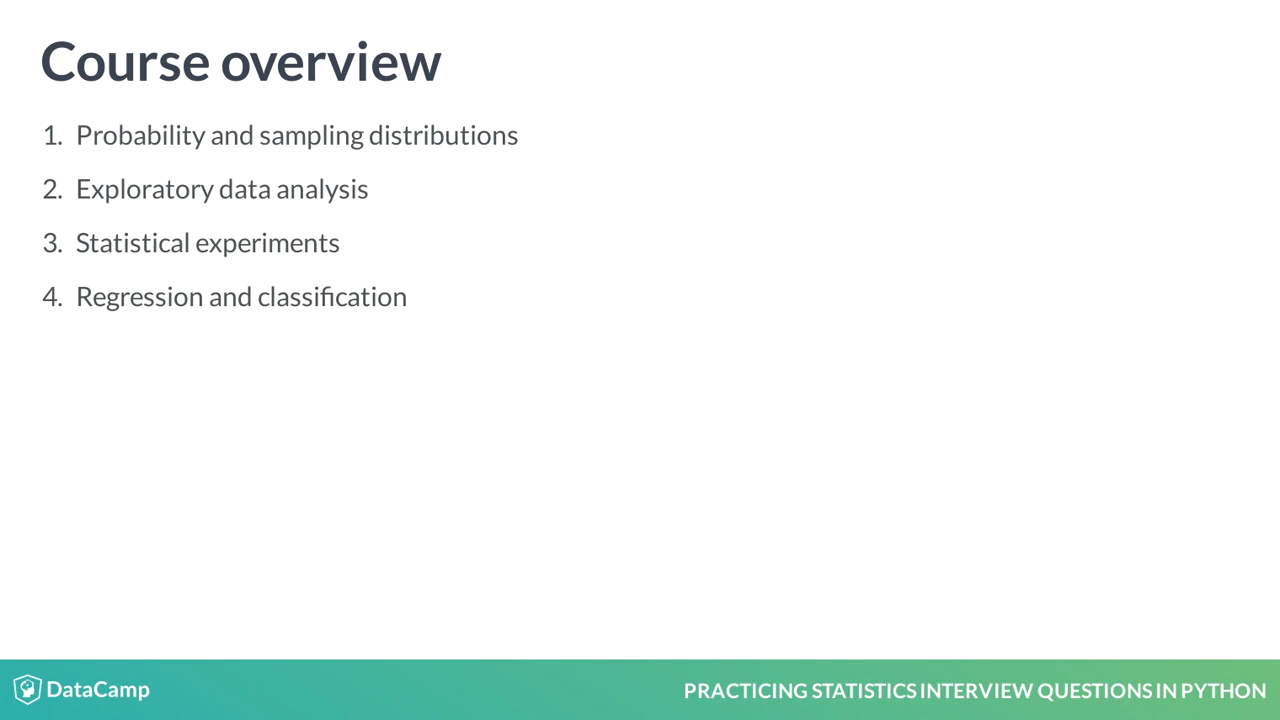 Course overview
1. Probability and sampling distributions
2. Exploratory data analysis
3. Statistical experiments
4. Regression and classification
DataCamp
PRACTICING STATISTICS INTERVIEW QUESTIONS IN PYTHON